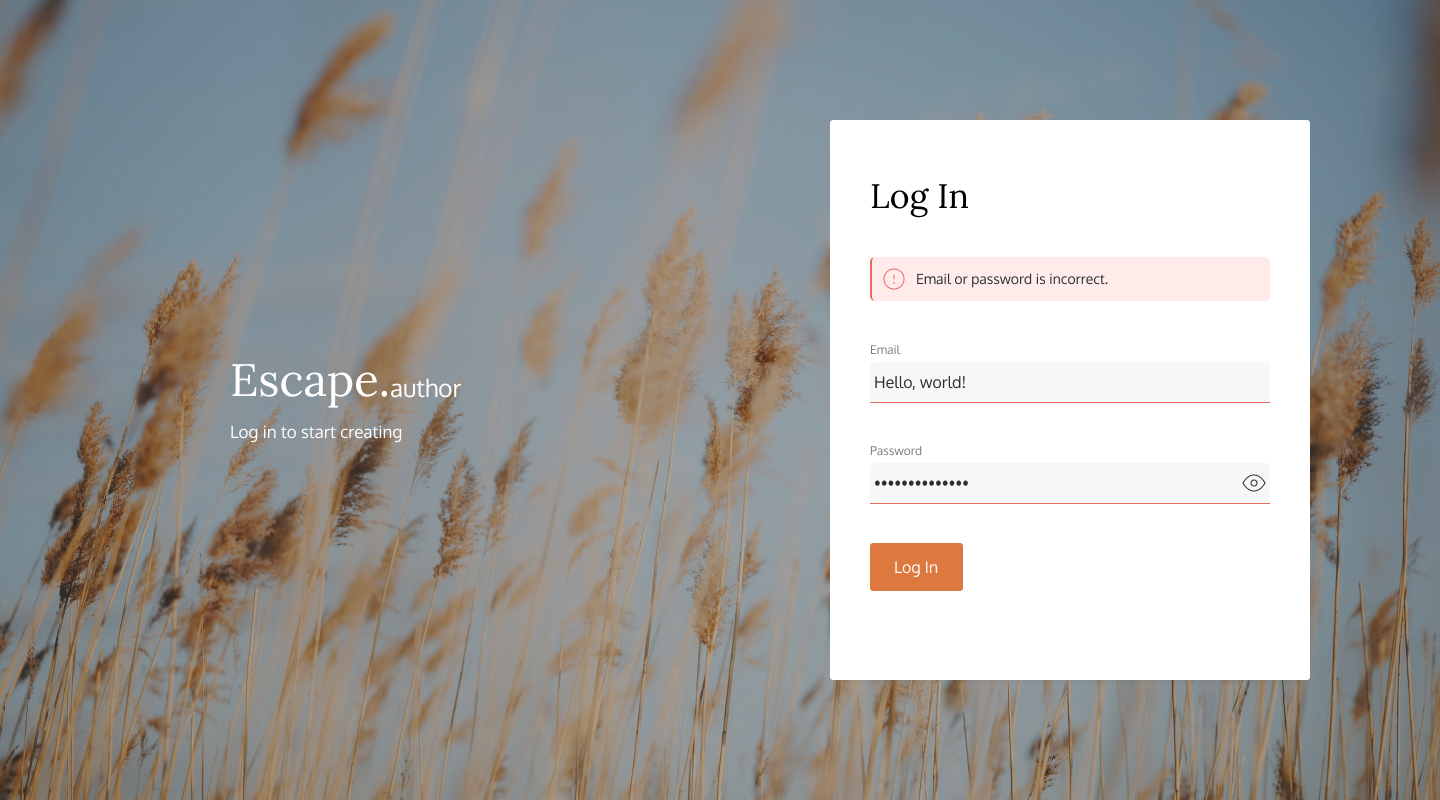 Escape.author
Log in to start creating
Log In
Email or password is incorrect.
Email
Hello, world!
Password
••••••••••••••
Log In